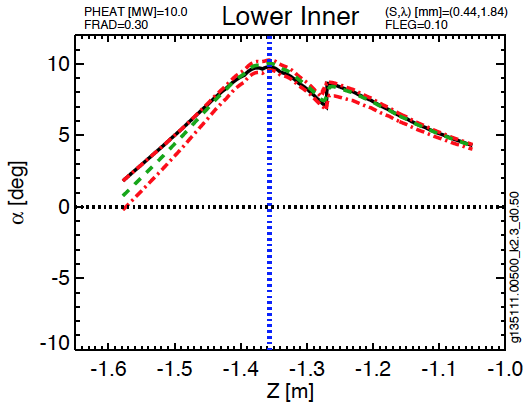 PHEAT [MW]=10.0
FRAD=0.30
Lower Inner
(S,λ) [mm]=(0.44,1.84)
FLEG=0.10
10
5
0
-5
-10
α [deg]
-1.6
-1.5
-1.4
-1.3
-1.2
-1.1
-1.0
Z [m]
g135111.00500_k2.3_d0.50